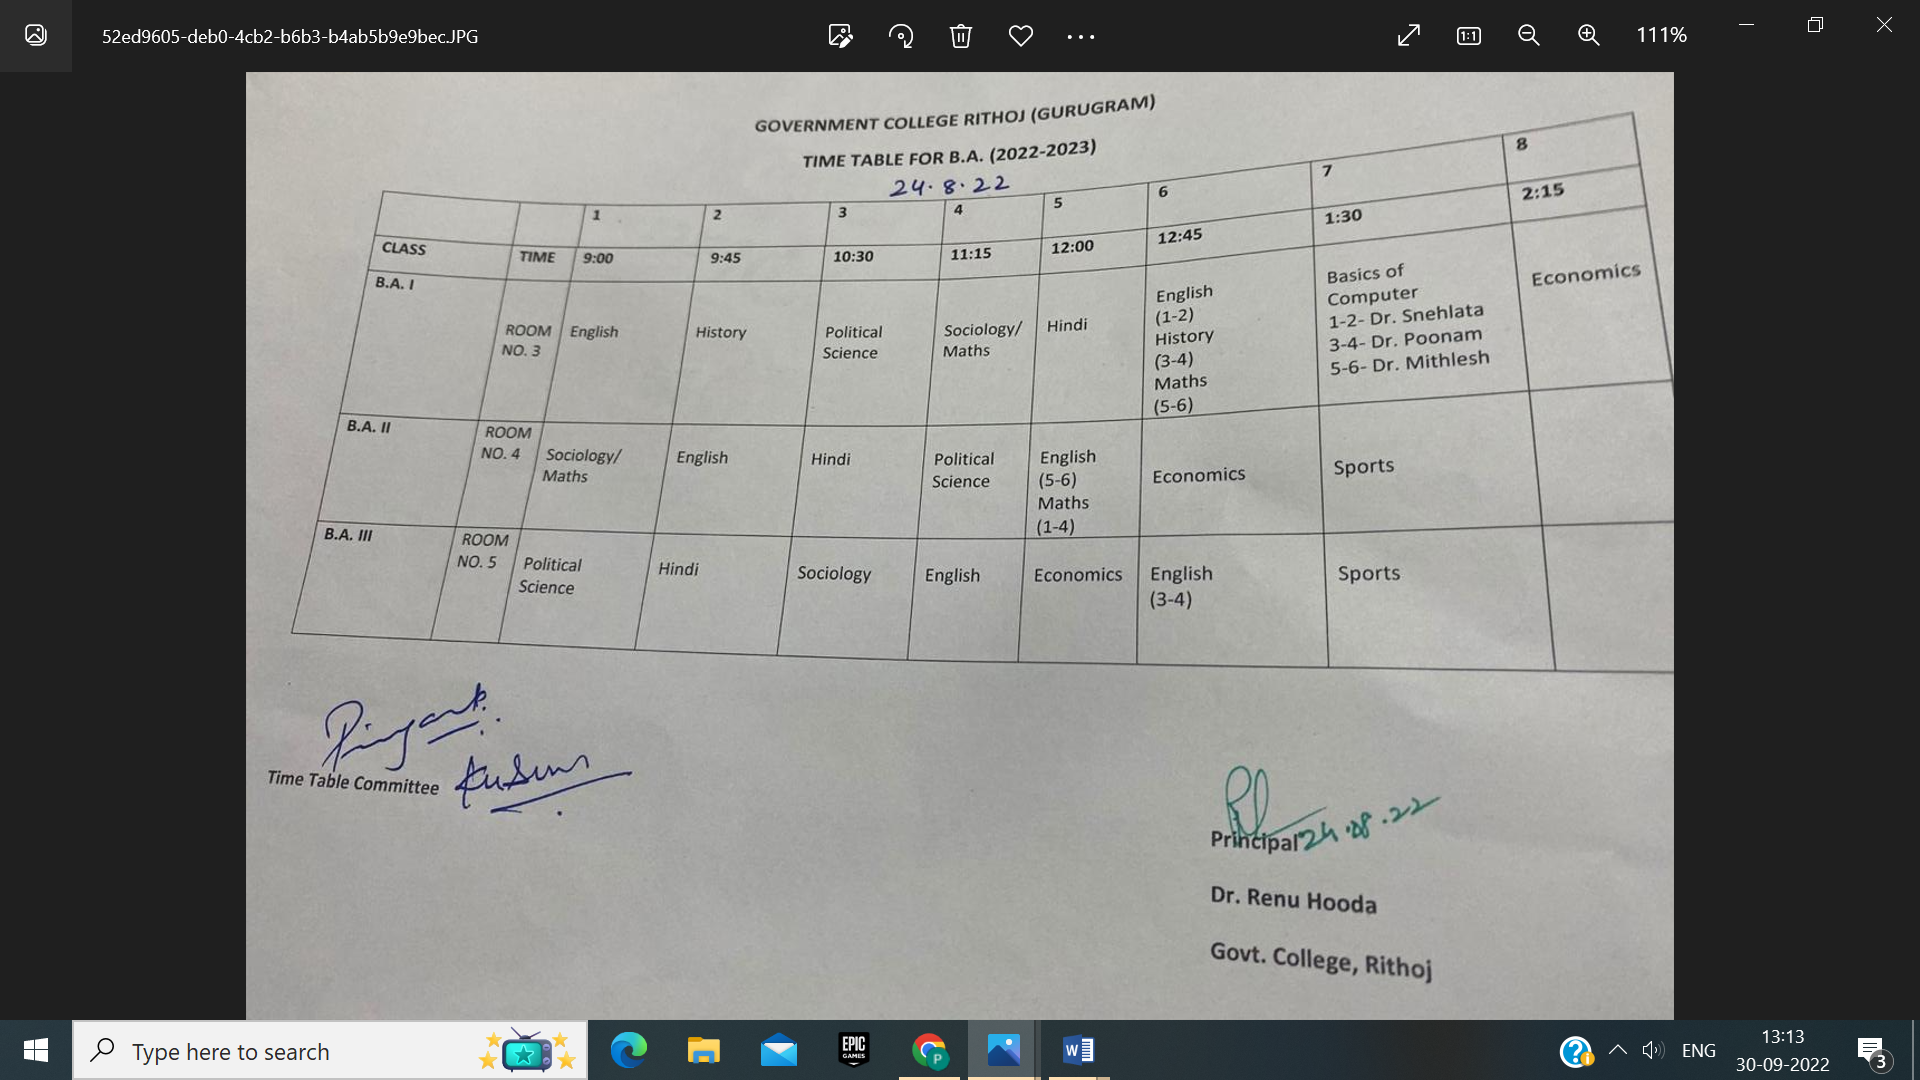 52ed9605-deb0-4cb2-b6b3-b4ab5b9e9bec.JPG
111%
GOVERNMENT COLLEGE RITHOJ (GURUGRAM)
TIME TABLE FOR B.A. (2022-2023)
24.8.22
1 2 3 4 5 6 7 8
CLASS TIME 9:00 9:45 10:30 11:15 12:00 12:45 1:30 2:15
B.A. I
ROOM
NO. 3
English
History
Political
Science
Sociology/
Maths
Hindi
English
(1-2)
History
(3-4)
Maths
(5-6)
Basics of
Computer
1-2- Dr. Snehlata
3-4- Dr. Poonam
5-6- Dr. Mithlesh
Economics
B.A. II
ROOM
NO. 4
Sociology/
Maths
English
Hindi
Political
Science
English
(5-6)
Maths
(1-4)
Economics
Sports
B.A. III
ROOM
NO. 5
Political
Science
Hindi
Sociology
English
Economics
English
(3-4)
Sports
Time Table Committee
Kusum
Principal 24.08.22
Dr. Renu Hooda
Govt. College, Rithoj
Type here to search
EPIC
GAMES
P
W
ENG
13:13
30-09-2022
3